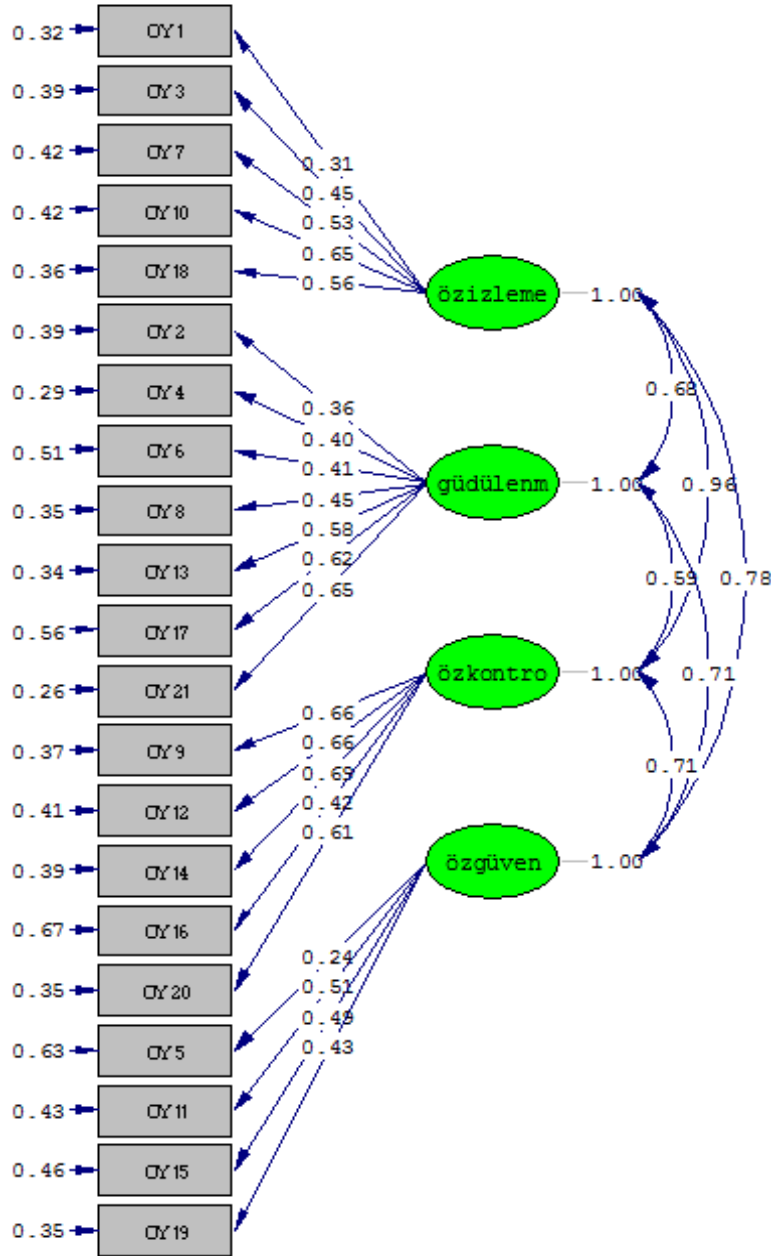 0.32 OY1
0.39 OY3
0.42 OY7
0.31
0.45
0.42 OY10
0.53
0.65
0.36 OY18
0.56
özizleme 1.00
0.39 OY2
0.29 OY4
0.68
0.36
0.40
0.51 OY6
0.41
güdülenm 1.00 0.96
0.35 OY8
0.45
0.58
0.34 OY13
0.62
0.65
0.59 0.78
0.56 OY17
0.26 OY21
özkontro 1.00 0.71
0.66
0.37 OY9
0.66
0.69
0.71
0.41 OY12
0.42
0.61
0.39 OY14
özgüven 1.00
0.67 OY16
0.24
0.35 OY20
0.51
0.49
0.43
0.63 OY5
0.43 OY11
0.46 OY15
0.35 OY19